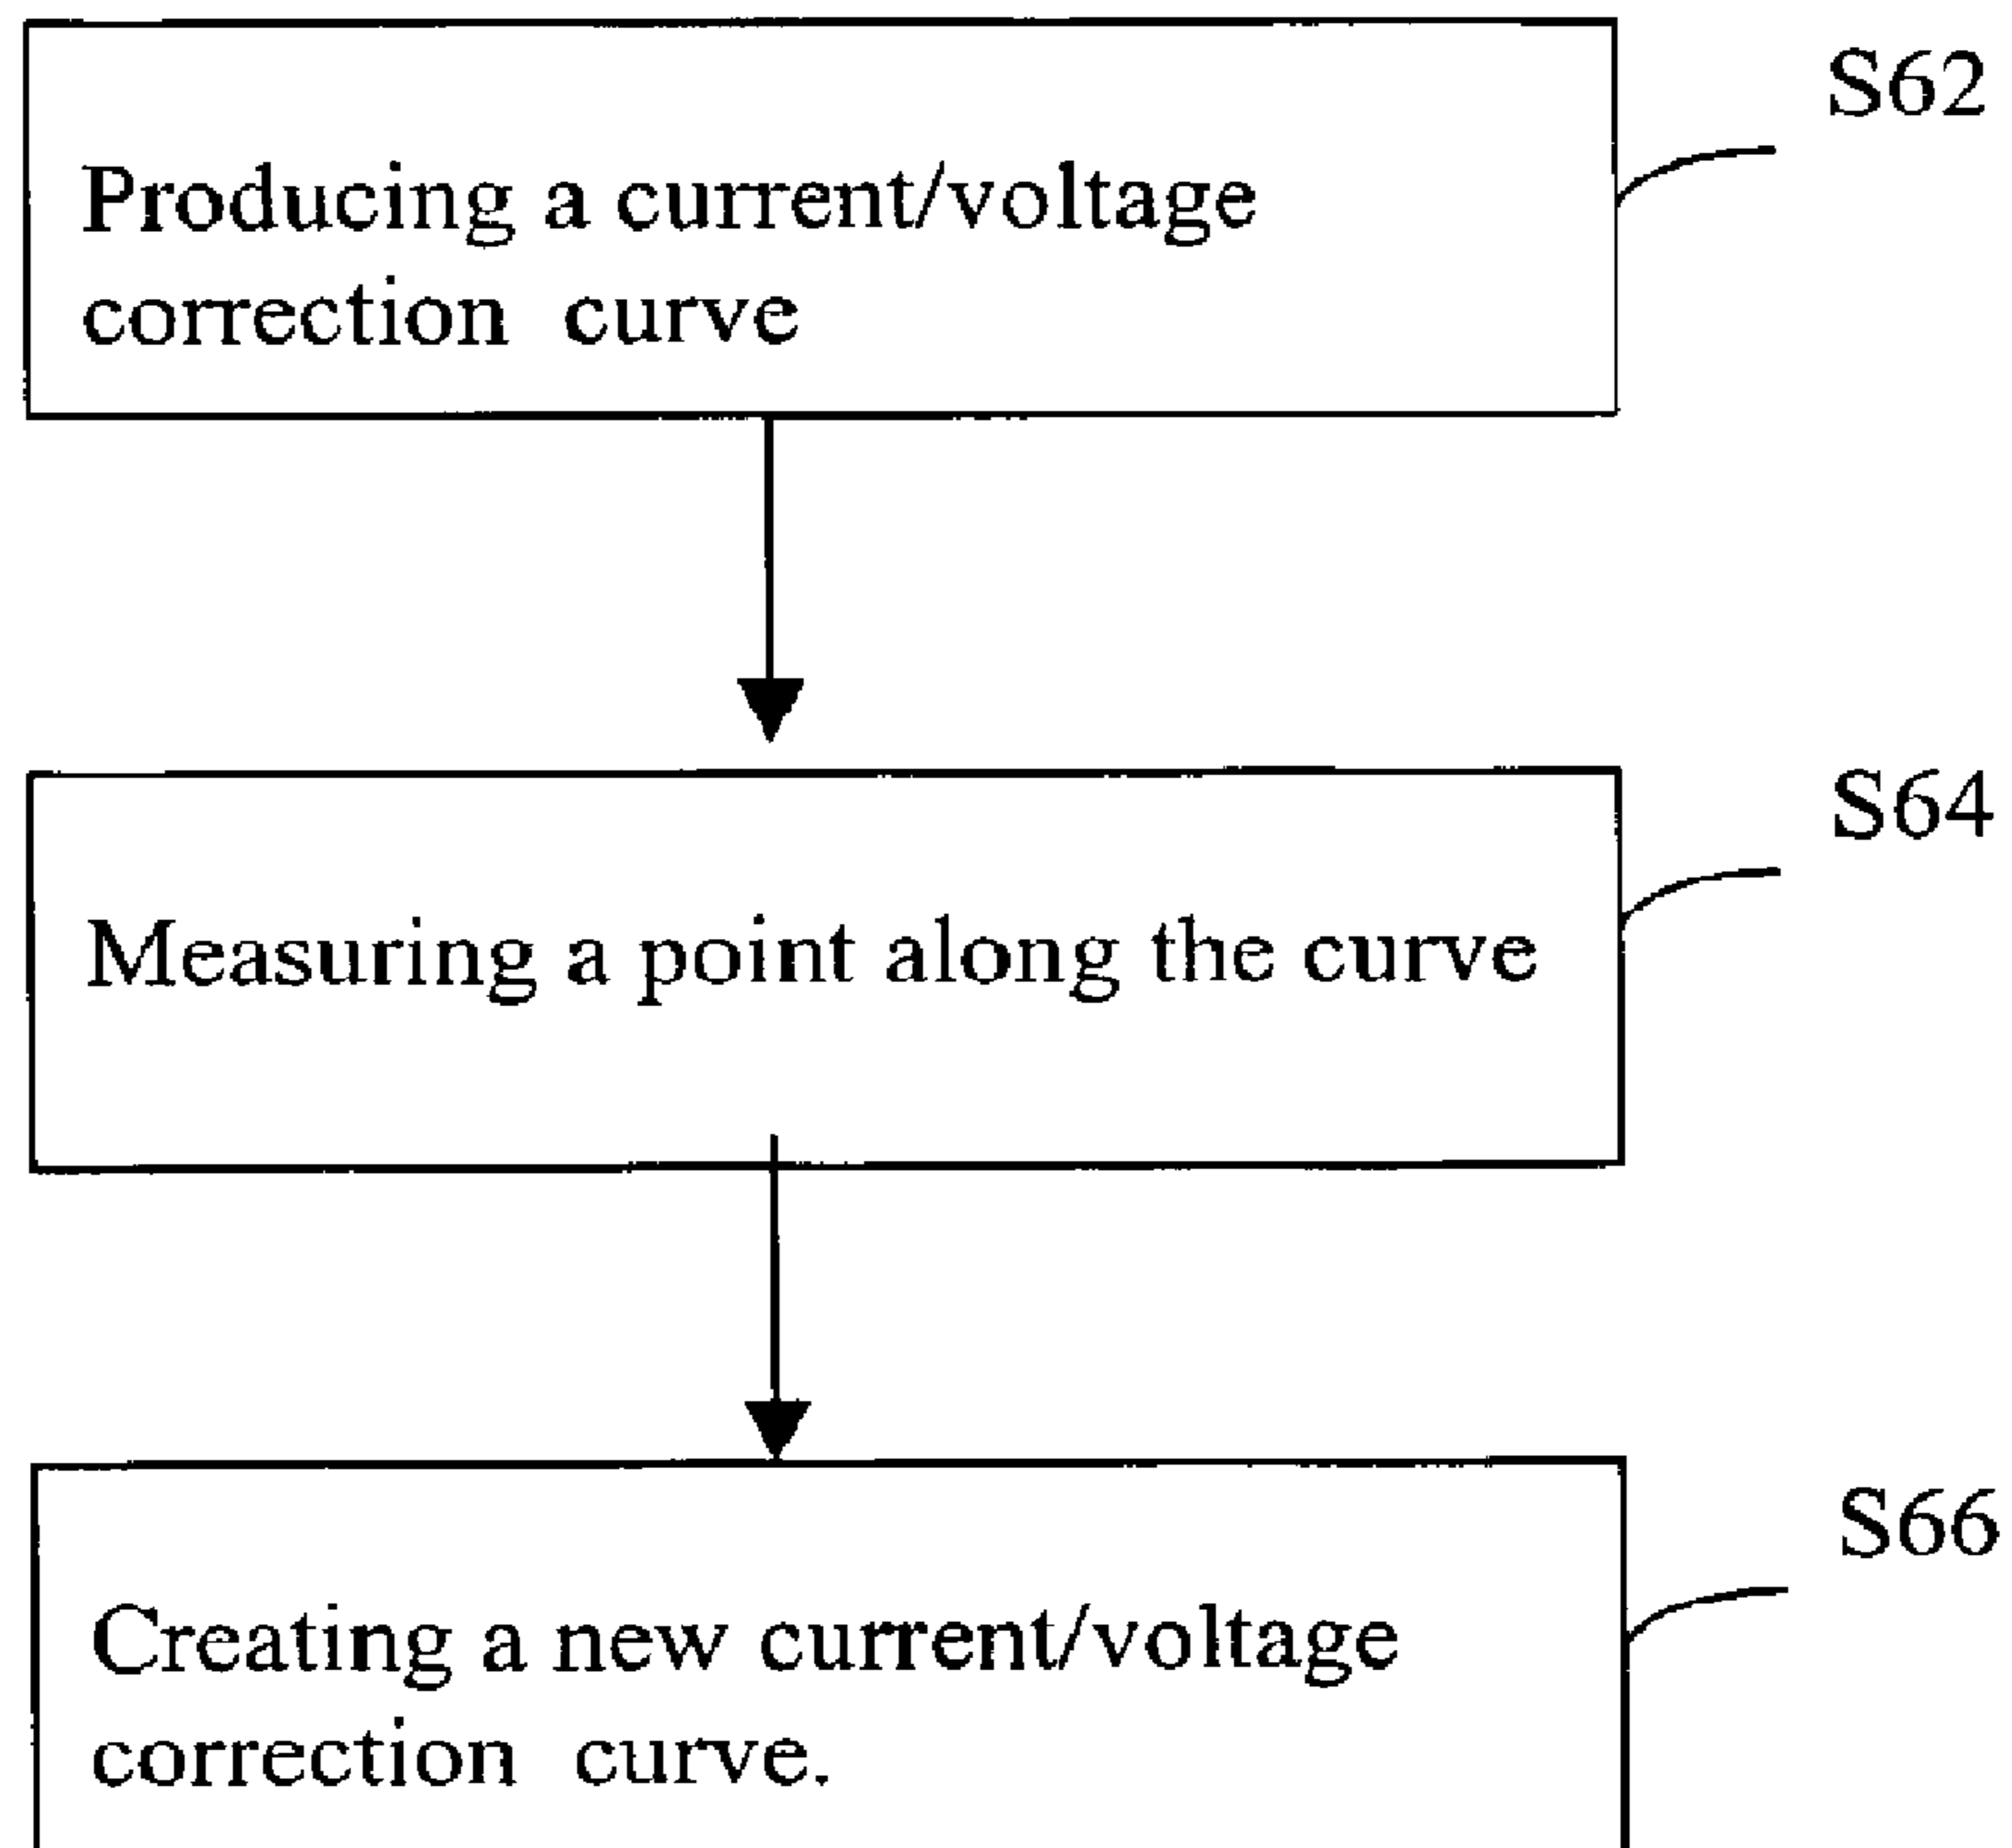 S62
Producing a current/voltage
correction curve
S64
Measuring a point along the curve
S66
Creating a new current/voltage
correction curve.